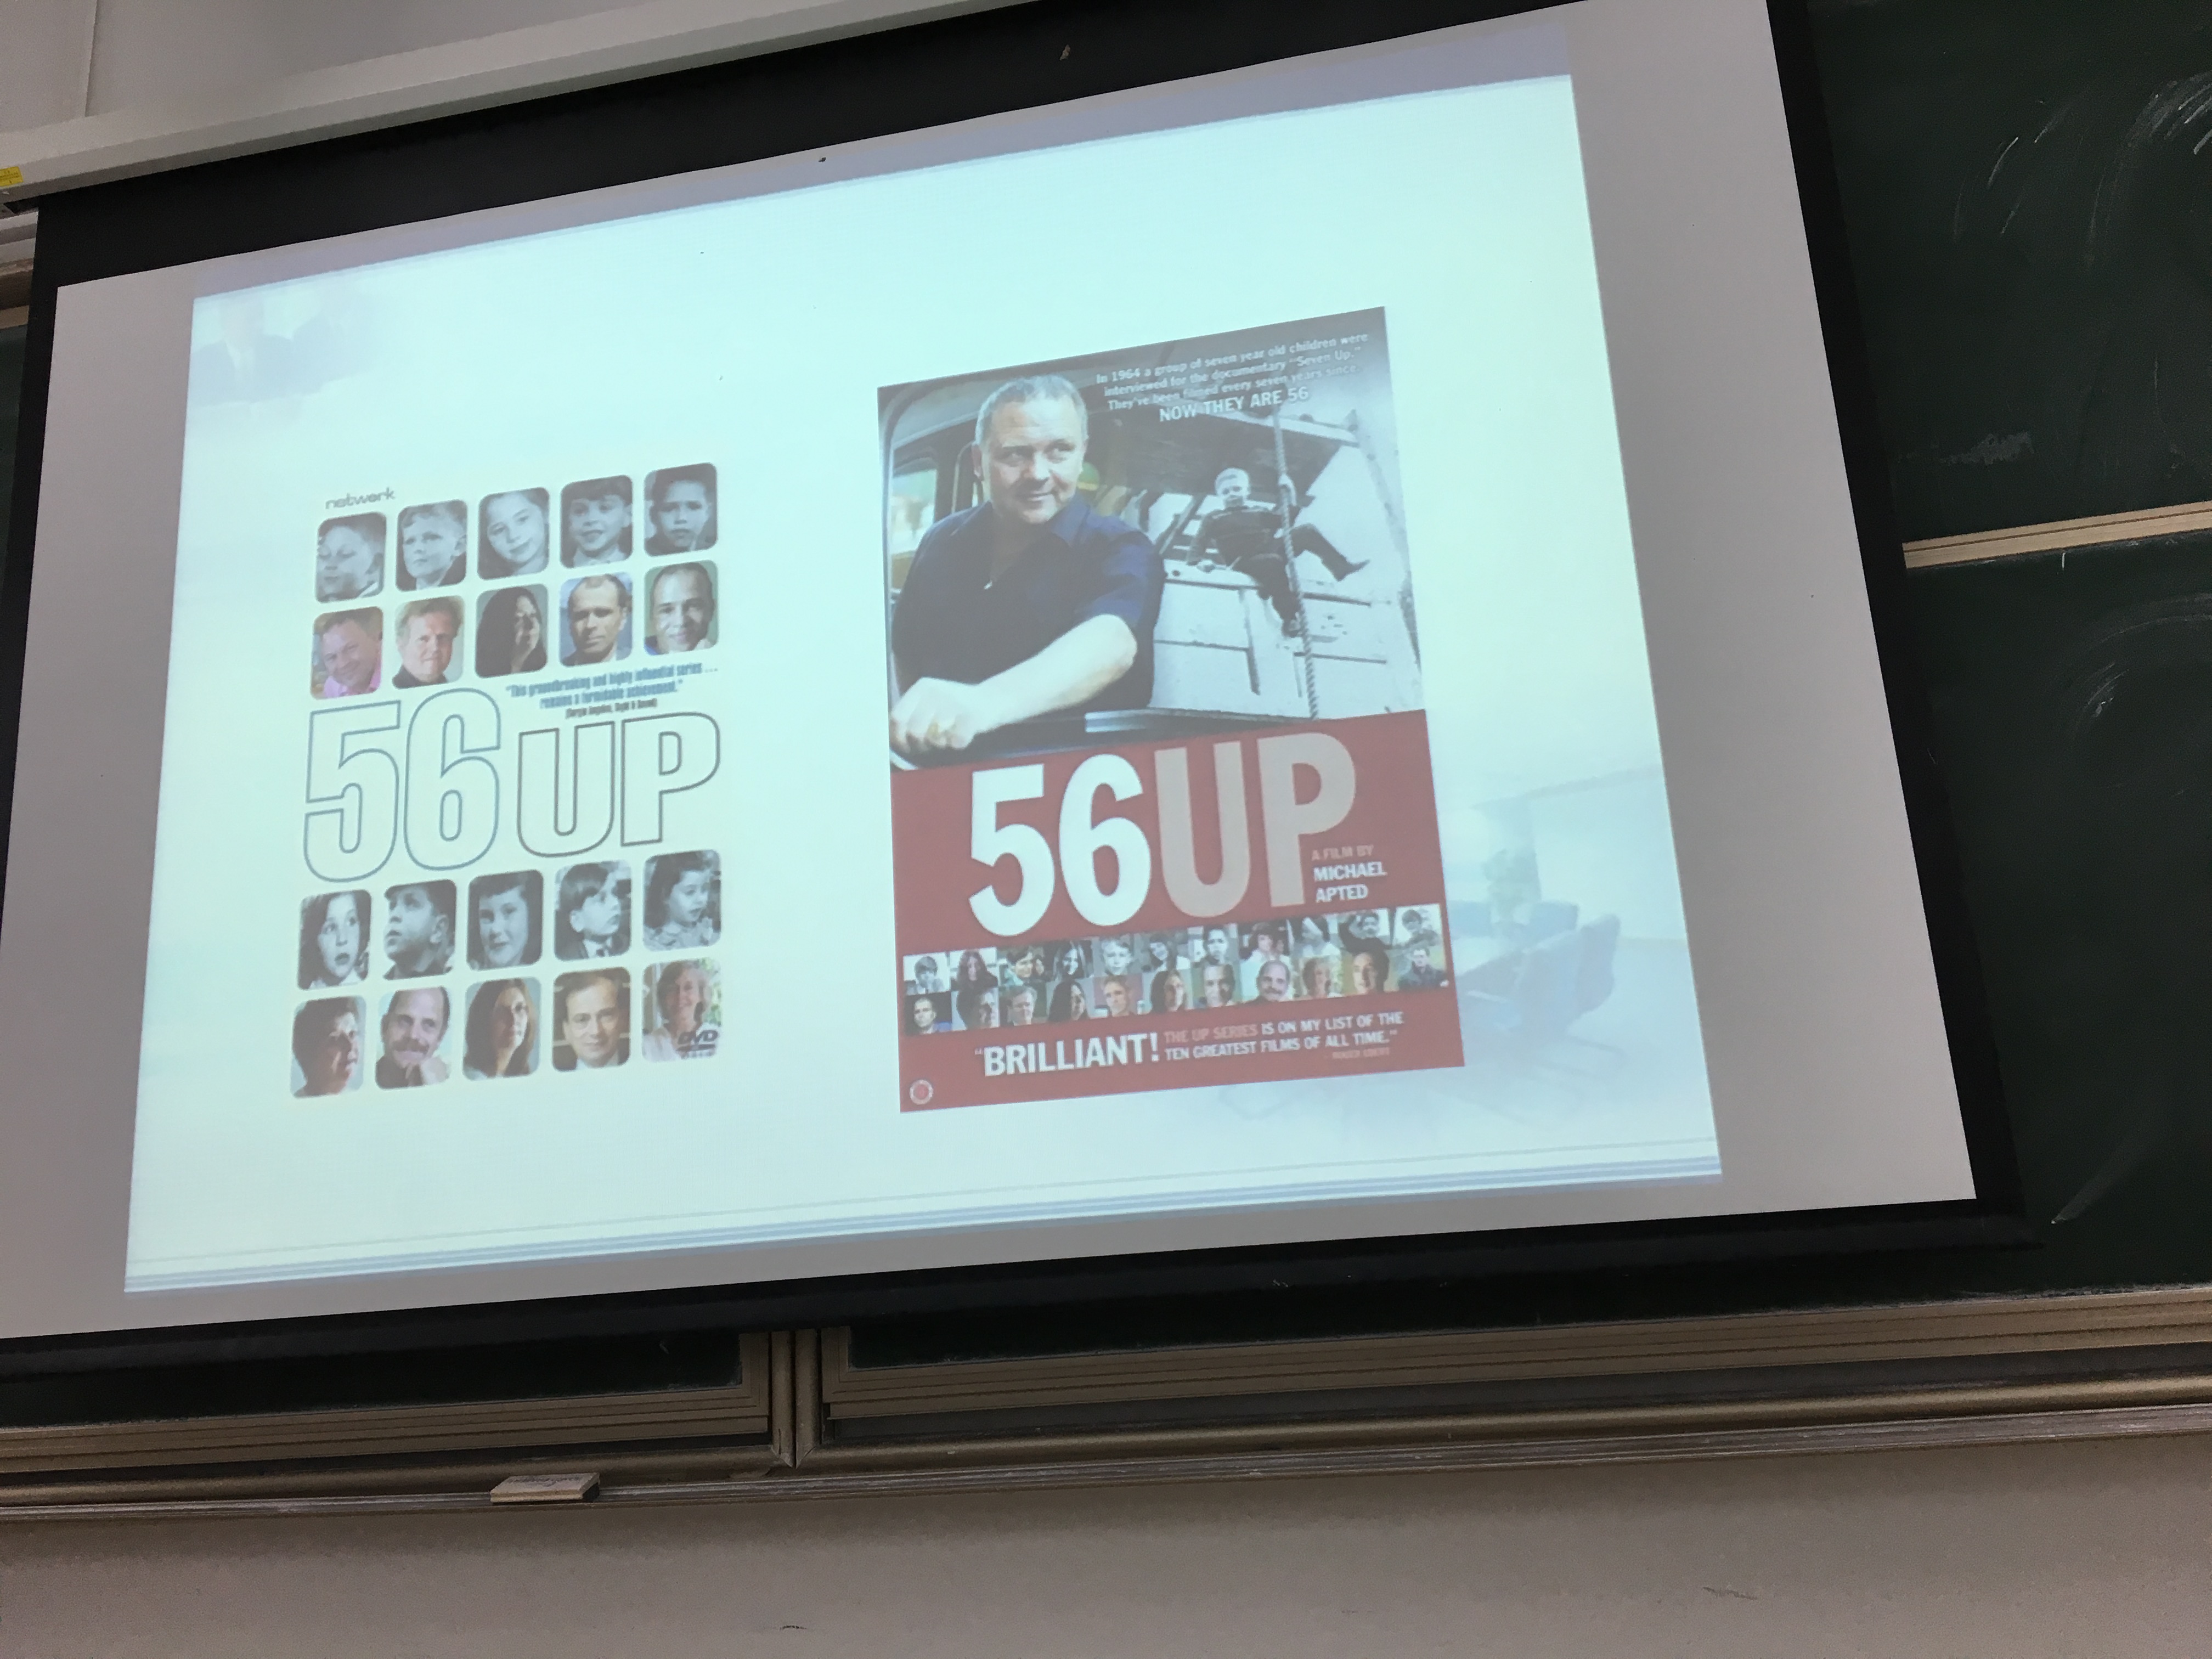 network
"This groundbreaking and highly influential series ...
remains a formidable achievement."
56 UP
DVD
In 1964 a group of seven year old children were
interviewed for the documentary "Seven Up."
They've been filmed every seven years since.
NOW THEY ARE 56
56UP
A FILM BY
MICHAEL
APTED
"BRILLIANT! THE UP SERIES IS ON MY LIST OF THE
TEN GREATEST FILMS OF ALL TIME."
ROGER EBERT